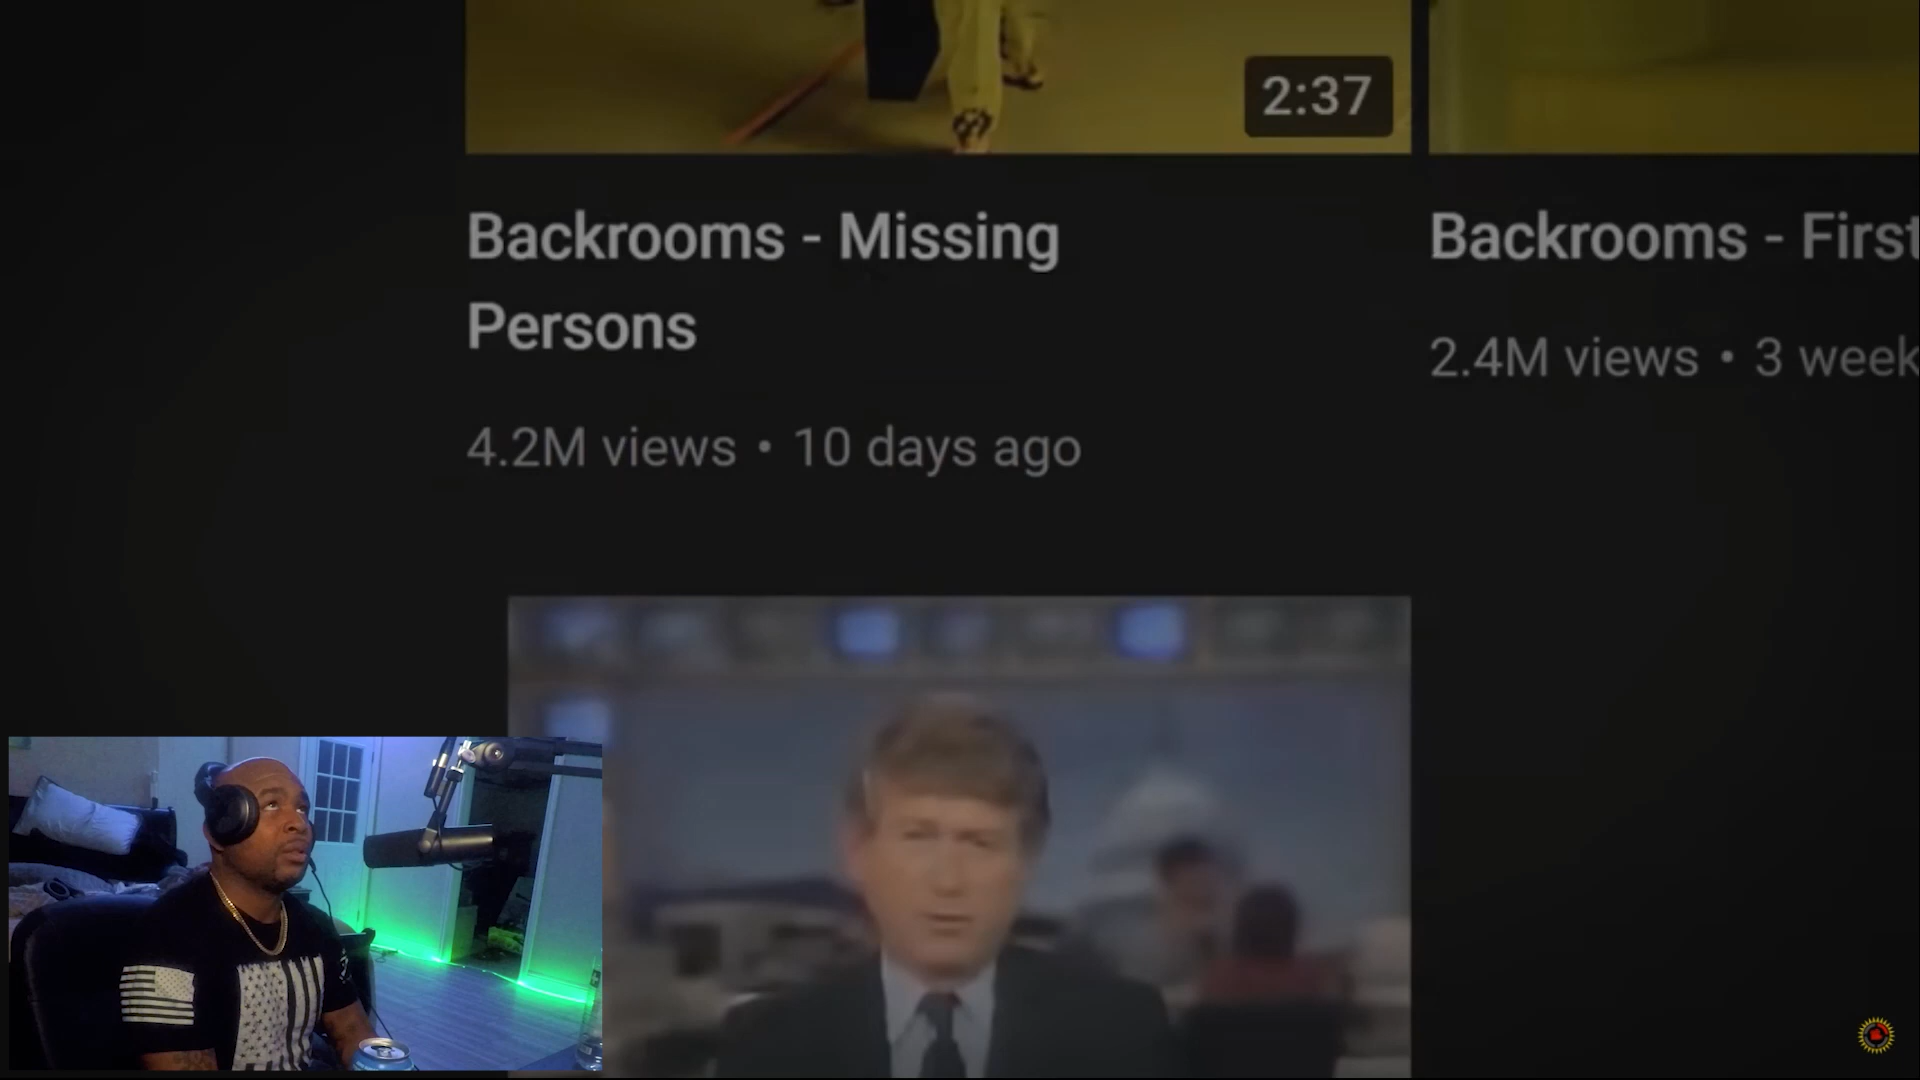 2:37
Backrooms - Missing
Persons
4.2M views • 10 days ago
Backrooms - First
2.4M views • 3 week